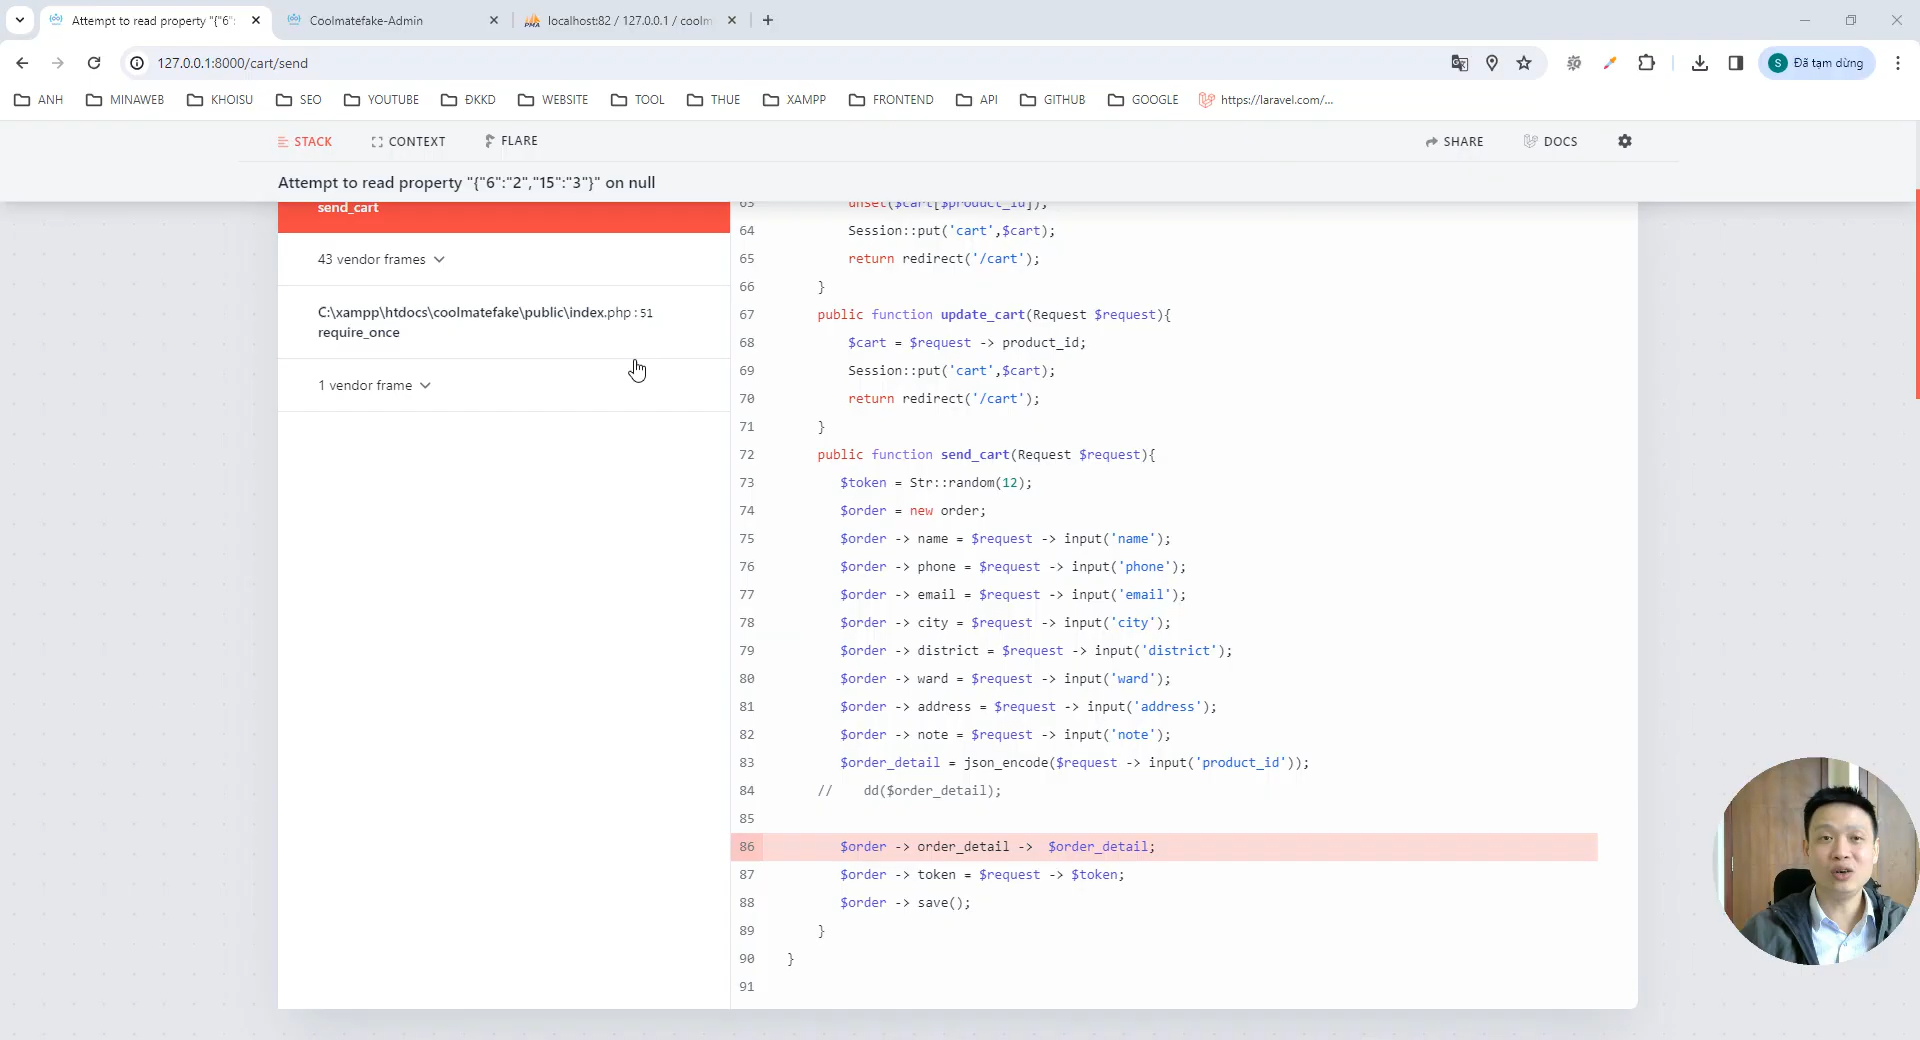 Attempt to read property "{"6":
Coolmatefake-Admin
localhost:82 / 127.0.0.1 / coolm
127.0.0.1:8000/cart/send
S Đã tạm dừng
ANH MINAWEB KHOISU SEO YOUTUBE ĐKKD WEBSITE TOOL THUE XAMPP FRONTEND API GITHUB GOOGLE https://laravel.com/...
STACK CONTEXT FLARE SHARE DOCS
Attempt to read property "{"6":"2","15":"3"}" on null
send_cart
43 vendor frames
C:\xampp\htdocs\coolmatefake\public\index.php : 51
require_once
1 vendor frame
63 unset($cart[$product_id]);
64 Session::put('cart',$cart);
65 return redirect('/cart');
66 }
67 public function update_cart(Request $request){
68 $cart = $request -> product_id;
69 Session::put('cart',$cart);
70 return redirect('/cart');
71 }
72 public function send_cart(Request $request){
73 $token = Str::random(12);
74 $order = new order;
75 $order -> name = $request -> input('name');
76 $order -> phone = $request -> input('phone');
77 $order -> email = $request -> input('email');
78 $order -> city = $request -> input('city');
79 $order -> district = $request -> input('district');
80 $order -> ward = $request -> input('ward');
81 $order -> address = $request -> input('address');
82 $order -> note = $request -> input('note');
83 $order_detail = json_encode($request -> input('product_id'));
84 // dd($order_detail);
85
86 $order -> order_detail -> $order_detail;
87 $order -> token = $request -> $token;
88 $order -> save();
89 }
90 }
91